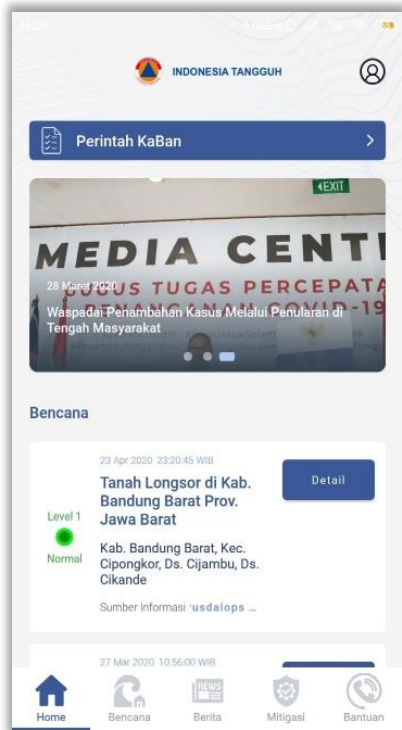 10:04
INDONESIA TANGGUH
Perintah KaBan
EXIT
MEDIA CENT
GUGUS TUGAS PERCEPATA
28 Maret 2020
PENANGANAN COVID-19
Waspadai Penambahan Kasus Melalui Penularan di
Tengah Masyarakat
Bencana
23 Apr 2020 23:20:45 WIB
Tanah Longsor di Kab.
Bandung Barat Prov.
Jawa Barat
Detail
Level 1
Normal
Kab. Bandung Barat, Kec.
Cipongkor, Ds. Cijambu, Ds.
Cikande
Sumber Informasi usdalops ...
27 Mar 2020 10:56:00 WIB
NEWS
Home
Bencana
Berita
Mitigasi
Bantuan